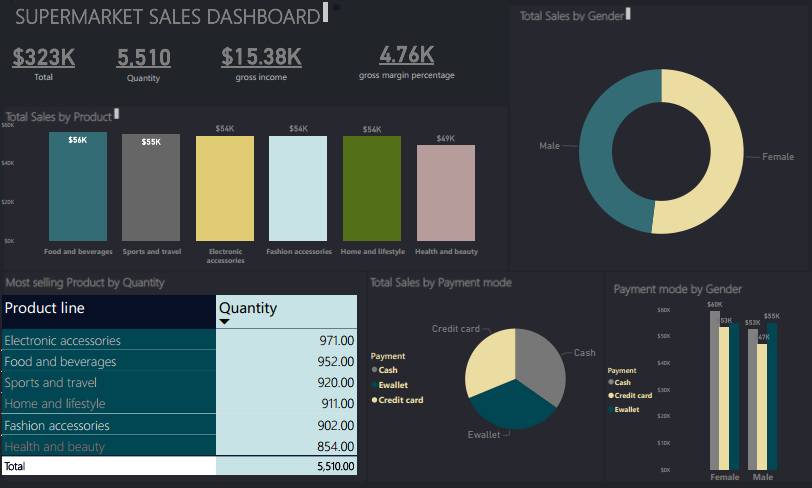 SUPERMARKET SALES DASHBOARD
$323K
Total
5,510
Quantity
$15.38K
gross income
4.76K
gross margin percentage
Total Sales by Gender
Male
Female
Total Sales by Product
$60K
$40K
$20K
$0K
$56K
$55K
$54K
$54K
$54K
$49K
Food and beverages
Sports and travel
Electronic
accessories
Fashion accessories
Home and lifestyle
Health and beauty
Most selling Product by Quantity
Product line Quantity
Electronic accessories 971.00
Food and beverages 952.00
Sports and travel 920.00
Home and lifestyle 911.00
Fashion accessories 902.00
Health and beauty 854.00
Total 5,510.00
Total Sales by Payment mode
Payment
Cash
Ewallet
Credit card
Credit card
Cash
Ewallet
Payment mode by Gender
Payment
Cash
Credit card
Ewallet
$60K
$50K
$40K
$30K
$20K
$10K
$0K
$60K
53K
$53K
47K
$55K
Female
Male